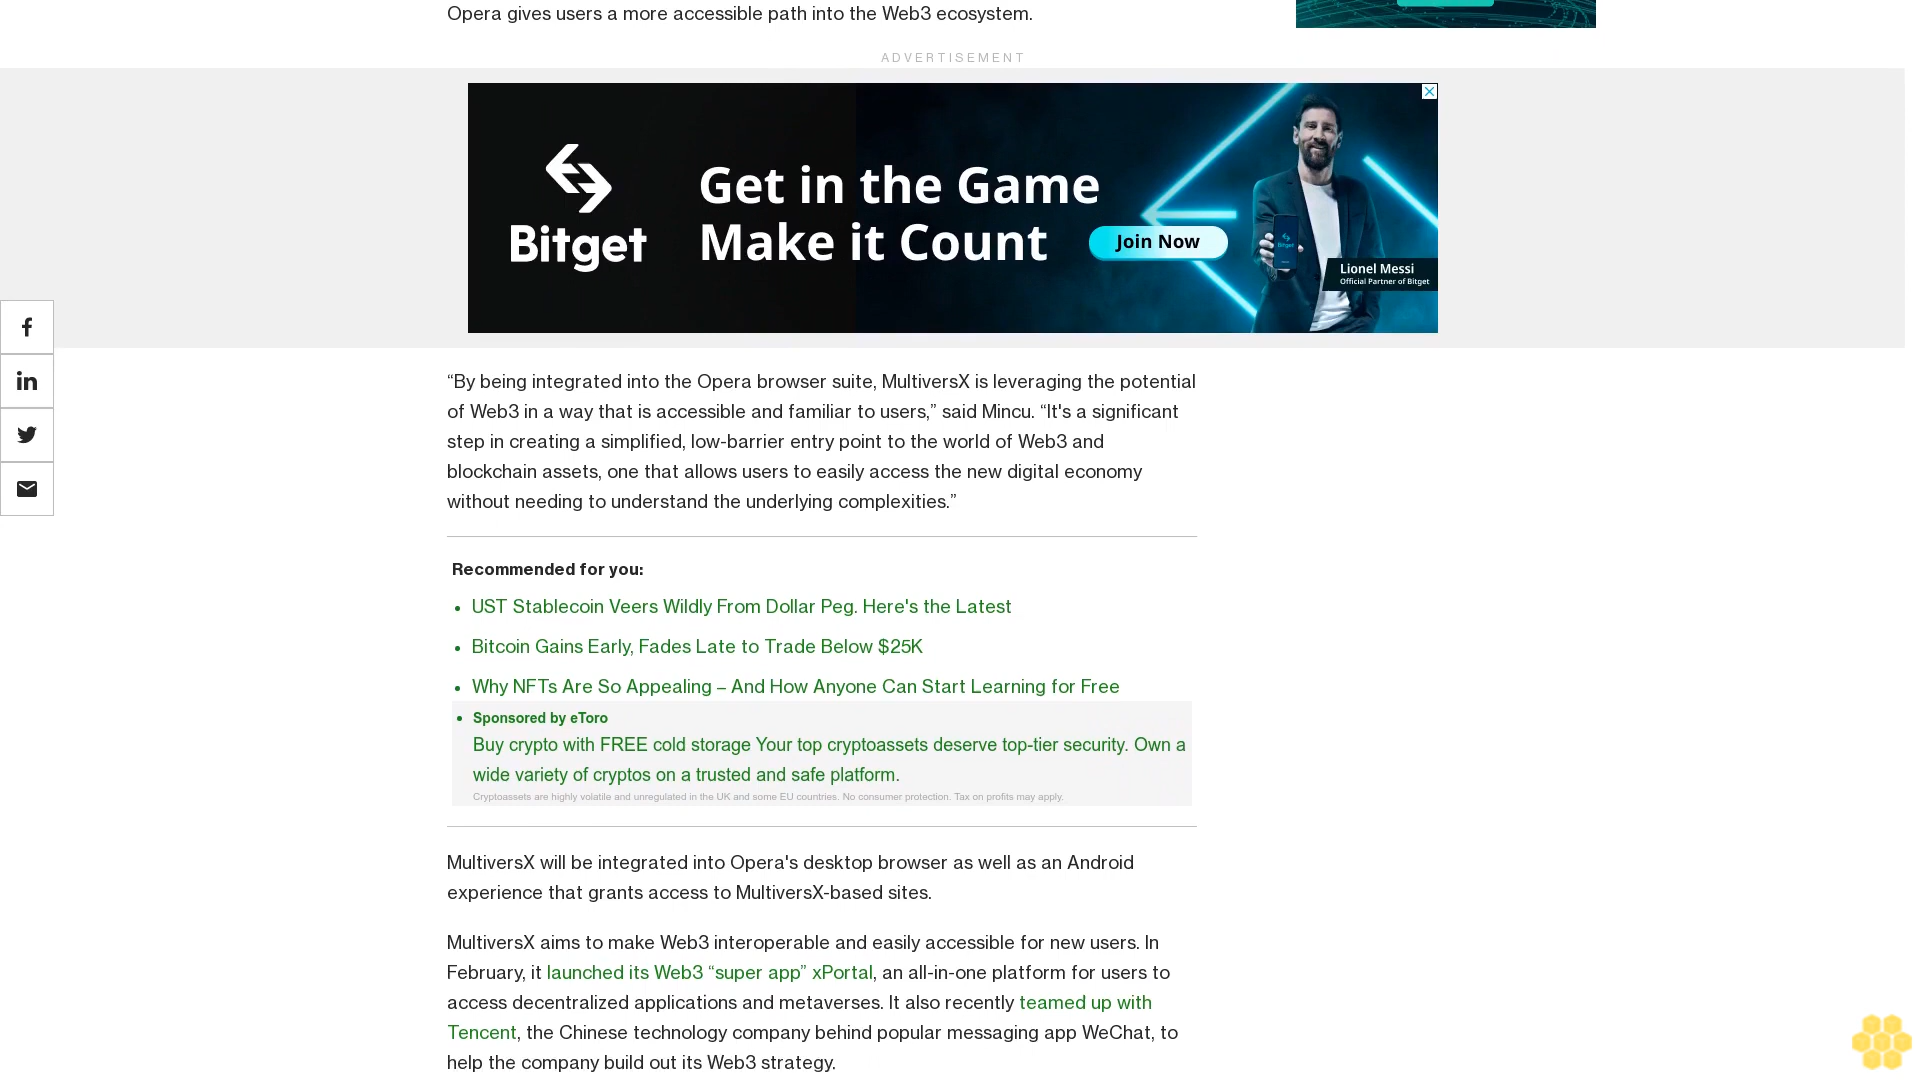 Opera gives users a more accessible path into the Web3 ecosystem.
ADVERTISEMENT
Bitget
Get in the Game
Make it Count
Join Now
Bitget
Lionel Messi
Official Partner of Bitget
“By being integrated into the Opera browser suite, MultiversX is leveraging the potential
of Web3 in a way that is accessible and familiar to users,” said Mincu. “It's a significant
step in creating a simplified, low-barrier entry point to the world of Web3 and
blockchain assets, one that allows users to easily access the new digital economy
without needing to understand the underlying complexities.”
Recommended for you:
• UST Stablecoin Veers Wildly From Dollar Peg. Here's the Latest
• Bitcoin Gains Early, Fades Late to Trade Below $25K
• Why NFTs Are So Appealing – And How Anyone Can Start Learning for Free
• Sponsored by eToro
Buy crypto with FREE cold storage Your top cryptoassets deserve top-tier security. Own a
wide variety of cryptos on a trusted and safe platform.
Cryptoassets are highly volatile and unregulated in the UK and some EU countries. No consumer protection. Tax on profits may apply.
MultiversX will be integrated into Opera's desktop browser as well as an Android
experience that grants access to MultiversX-based sites.
MultiversX aims to make Web3 interoperable and easily accessible for new users. In
February, it launched its Web3 “super app” xPortal, an all-in-one platform for users to
access decentralized applications and metaverses. It also recently teamed up with
Tencent, the Chinese technology company behind popular messaging app WeChat, to
help the company build out its Web3 strategy.